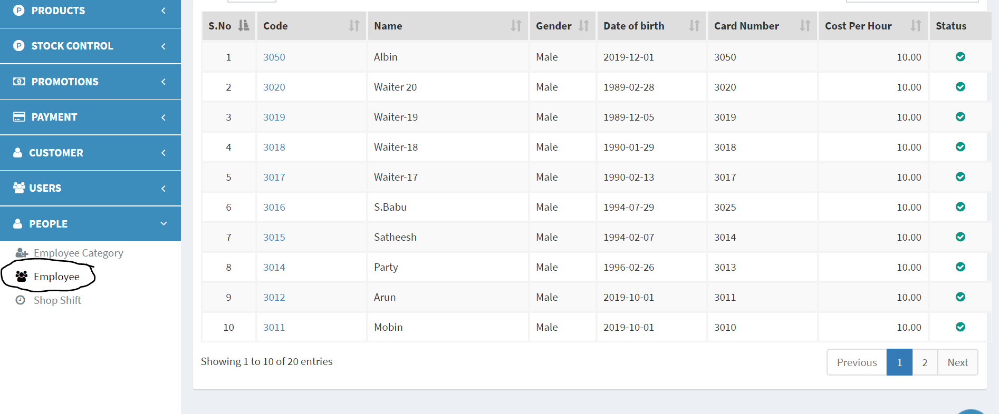 PRODUCTS
STOCK CONTROL
PROMOTIONS
PAYMENT
CUSTOMER
USERS
PEOPLE
Employee Category
Employee
Shop Shift
S.No Code Name Gender Date of birth Card Number Cost Per Hour Status
1 3050 Albin Male 2019-12-01 3050 10.00
2 3020 Waiter 20 Male 1989-02-28 3020 10.00
3 3019 Waiter-19 Male 1989-12-05 3019 10.00
4 3018 Waiter-18 Male 1990-01-29 3018 10.00
5 3017 Waiter-17 Male 1990-02-13 3017 10.00
6 3016 S.Babu Male 1994-07-29 3025 10.00
7 3015 Satheesh Male 1994-02-07 3014 10.00
8 3014 Party Male 1996-02-26 3013 10.00
9 3012 Arun Male 2019-10-01 3011 10.00
10 3011 Mobin Male 2019-10-01 3010 10.00
Showing 1 to 10 of 20 entries
Previous 1 2 Next